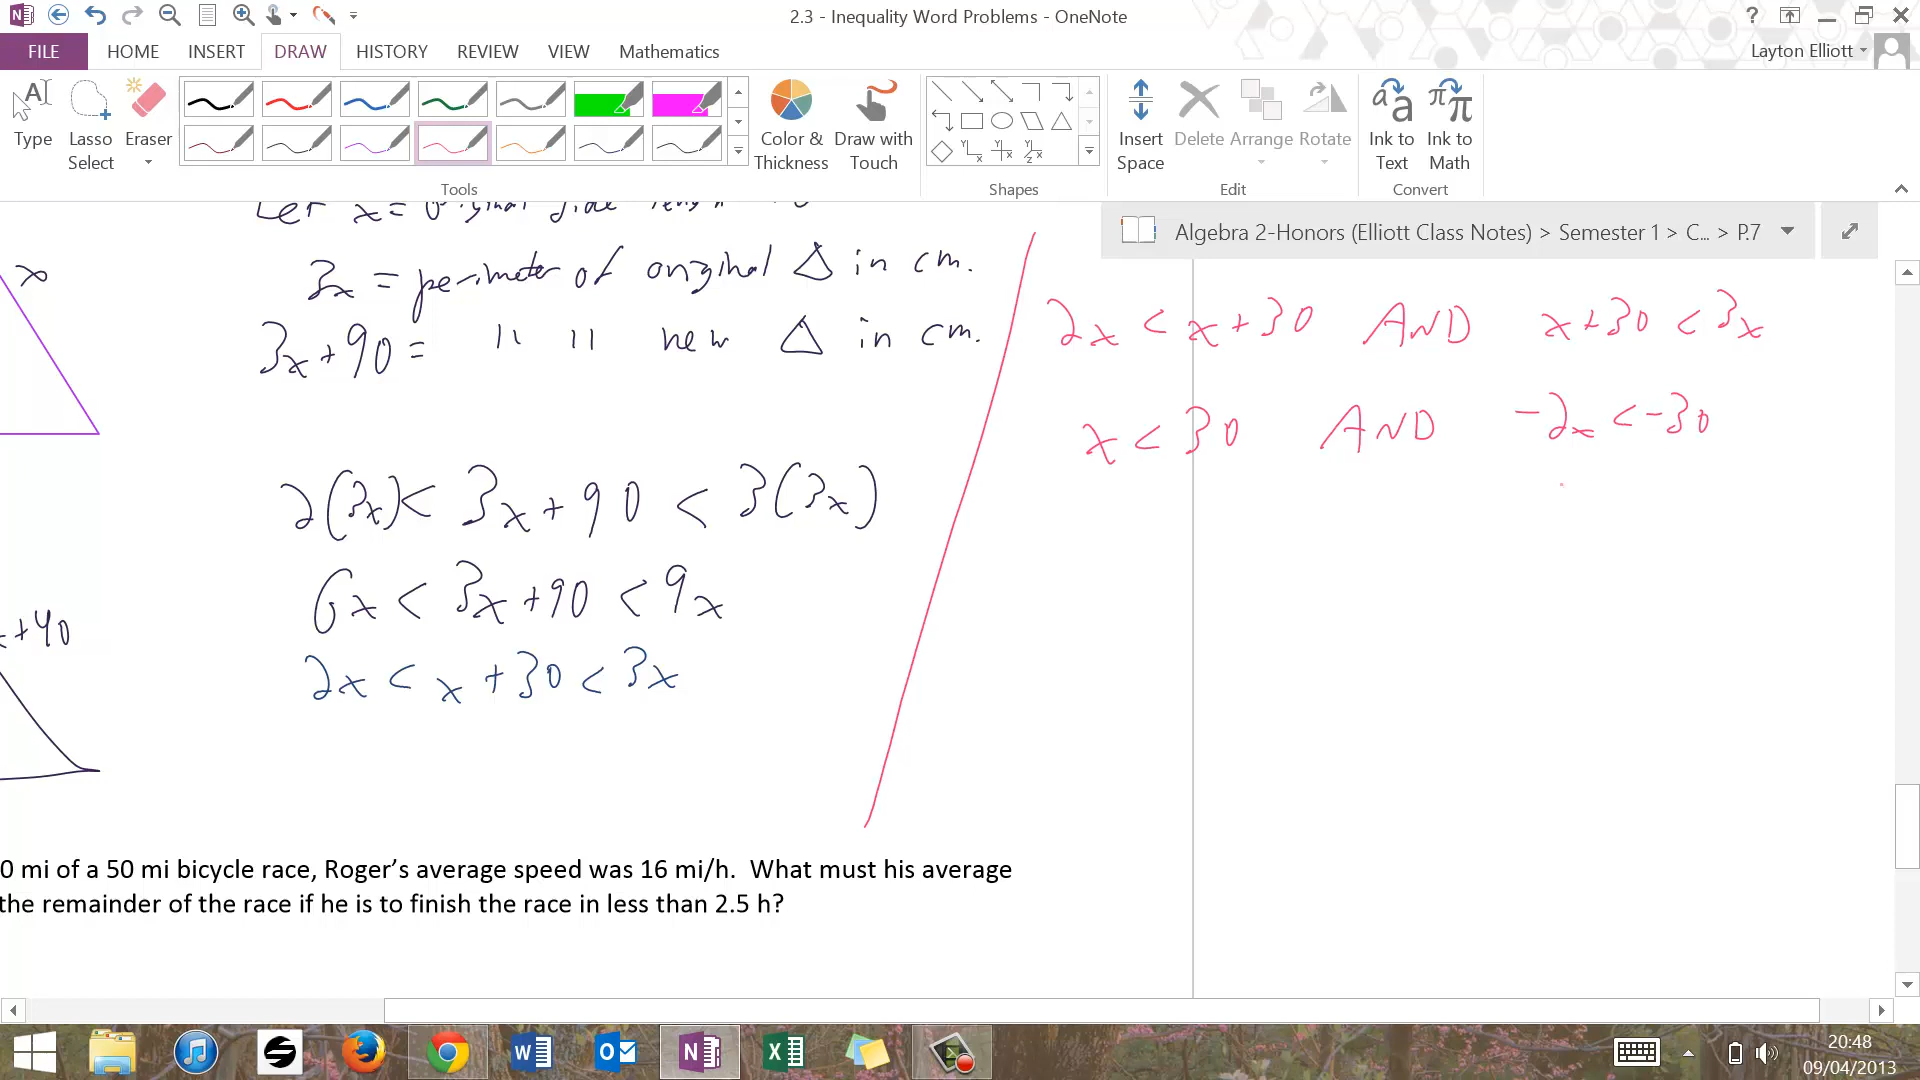 2.3 - Inequality Word Problems - OneNote
FILE HOME INSERT DRAW HISTORY REVIEW VIEW Mathematics
Layton Elliott
Type
Lasso Select
Eraser
Color & Thickness
Draw with Touch
Insert Space
Delete
Arrange
Rotate
Ink to Text
Ink to Math
Tools
Shapes
Edit
Convert
Algebra 2-Honors (Elliott Class Notes) > Semester 1 > C... > P.7
Let x = original side length
x
3x = perimeter of original Δ in cm.
3x+90 = " " new Δ in cm.
2(3x) < 3x+90 < 3(3x)
6x < 3x+90 < 9x
x+40
2x < x+30 < 3x
2x < x+30 AND x+30 < 3x
x < 30 AND -2x < -30
0 mi of a 50 mi bicycle race, Roger’s average speed was 16 mi/h. What must his average
the remainder of the race if he is to finish the race in less than 2.5 h?
20:48
09/04/2013